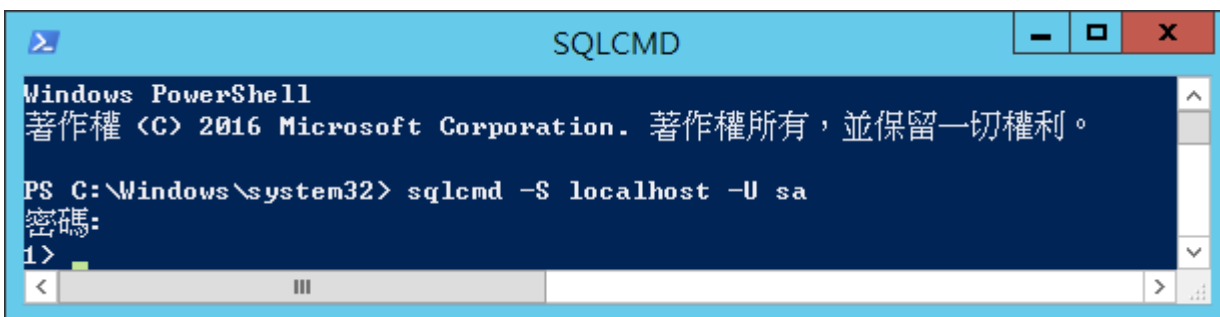 SQLCMD
Windows PowerShell
著作權 (C) 2016 Microsoft Corporation. 著作權所有，並保留一切權利。
PS C:\Windows\system32> sqlcmd -S localhost -U sa
密碼:
1>